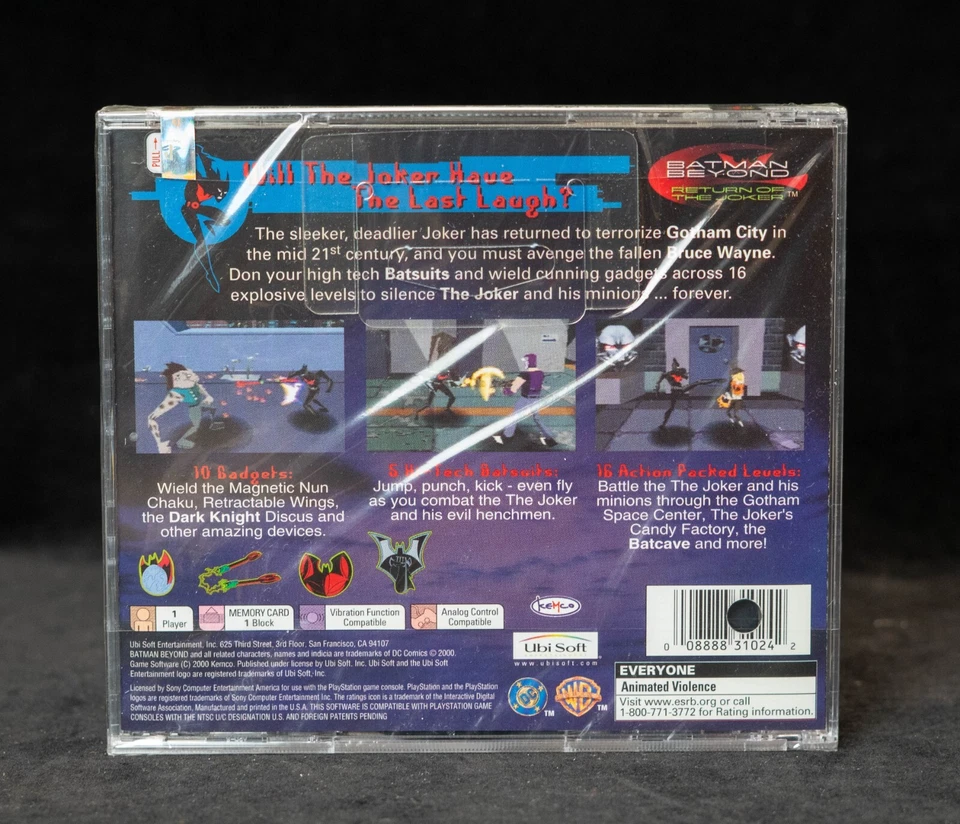 PULL→
Will The Joker Have
The Last Laugh?
BATMAN
BEYOND
RETURN OF
THE JOKER™
The sleeker, deadlier Joker has returned to terrorize Gotham City in
the mid 21st century, and you must avenge the fallen Bruce Wayne.
Don your high tech Batsuits and wield cunning gadgets across 16
explosive levels to silence The Joker and his minions ... forever.
10 Gadgets:
Wield the Magnetic Nun
Chaku, Retractable Wings,
the Dark Knight Discus and
other amazing devices.
5 Hi-Tech Batsuits:
Jump, punch, kick - even fly
as you combat the The Joker
and his evil henchmen.
16 Action Packed Levels:
Battle the The Joker and his
minions through the Gotham
Space Center, The Joker's
Candy Factory, the
Batcave and more!
1
Player
MEMORY CARD
1 Block
Vibration Function
Compatible
Analog Control
Compatible
KEMCO
Ubi Soft
www.ubisoft.com
0 08888 31024 2
Ubi Soft Entertainment, Inc. 625 Third Street, 3rd Floor, San Francisco, CA 94107
BATMAN BEYOND and all related characters, names and indicia are trademarks of DC Comics © 2000.
Game Software (C) 2000 Kemco. Published under license by Ubi Soft. Ubi Soft and the Ubi Soft
Entertainment logo are registered trademarks of Ubi Soft, Inc.
Licensed by Sony Computer Entertainment America for use with the PlayStation game console. PlayStation and the PlayStation
logos are registered trademarks of Sony Computer Entertainment Inc. The ratings icon is a trademark of the Interactive Digital
Software Association, Manufactured and printed in the U.S.A. THIS SOFTWARE IS COMPATIBLE WITH PLAYSTATION GAME
CONSOLES WITH THE NTSC U/C DESIGNATION U.S. AND FOREIGN PATENTS PENDING
DC TM
WB TM
EVERYONE
Animated Violence
Visit www.esrb.org or call
1-800-771-3772 for Rating information.